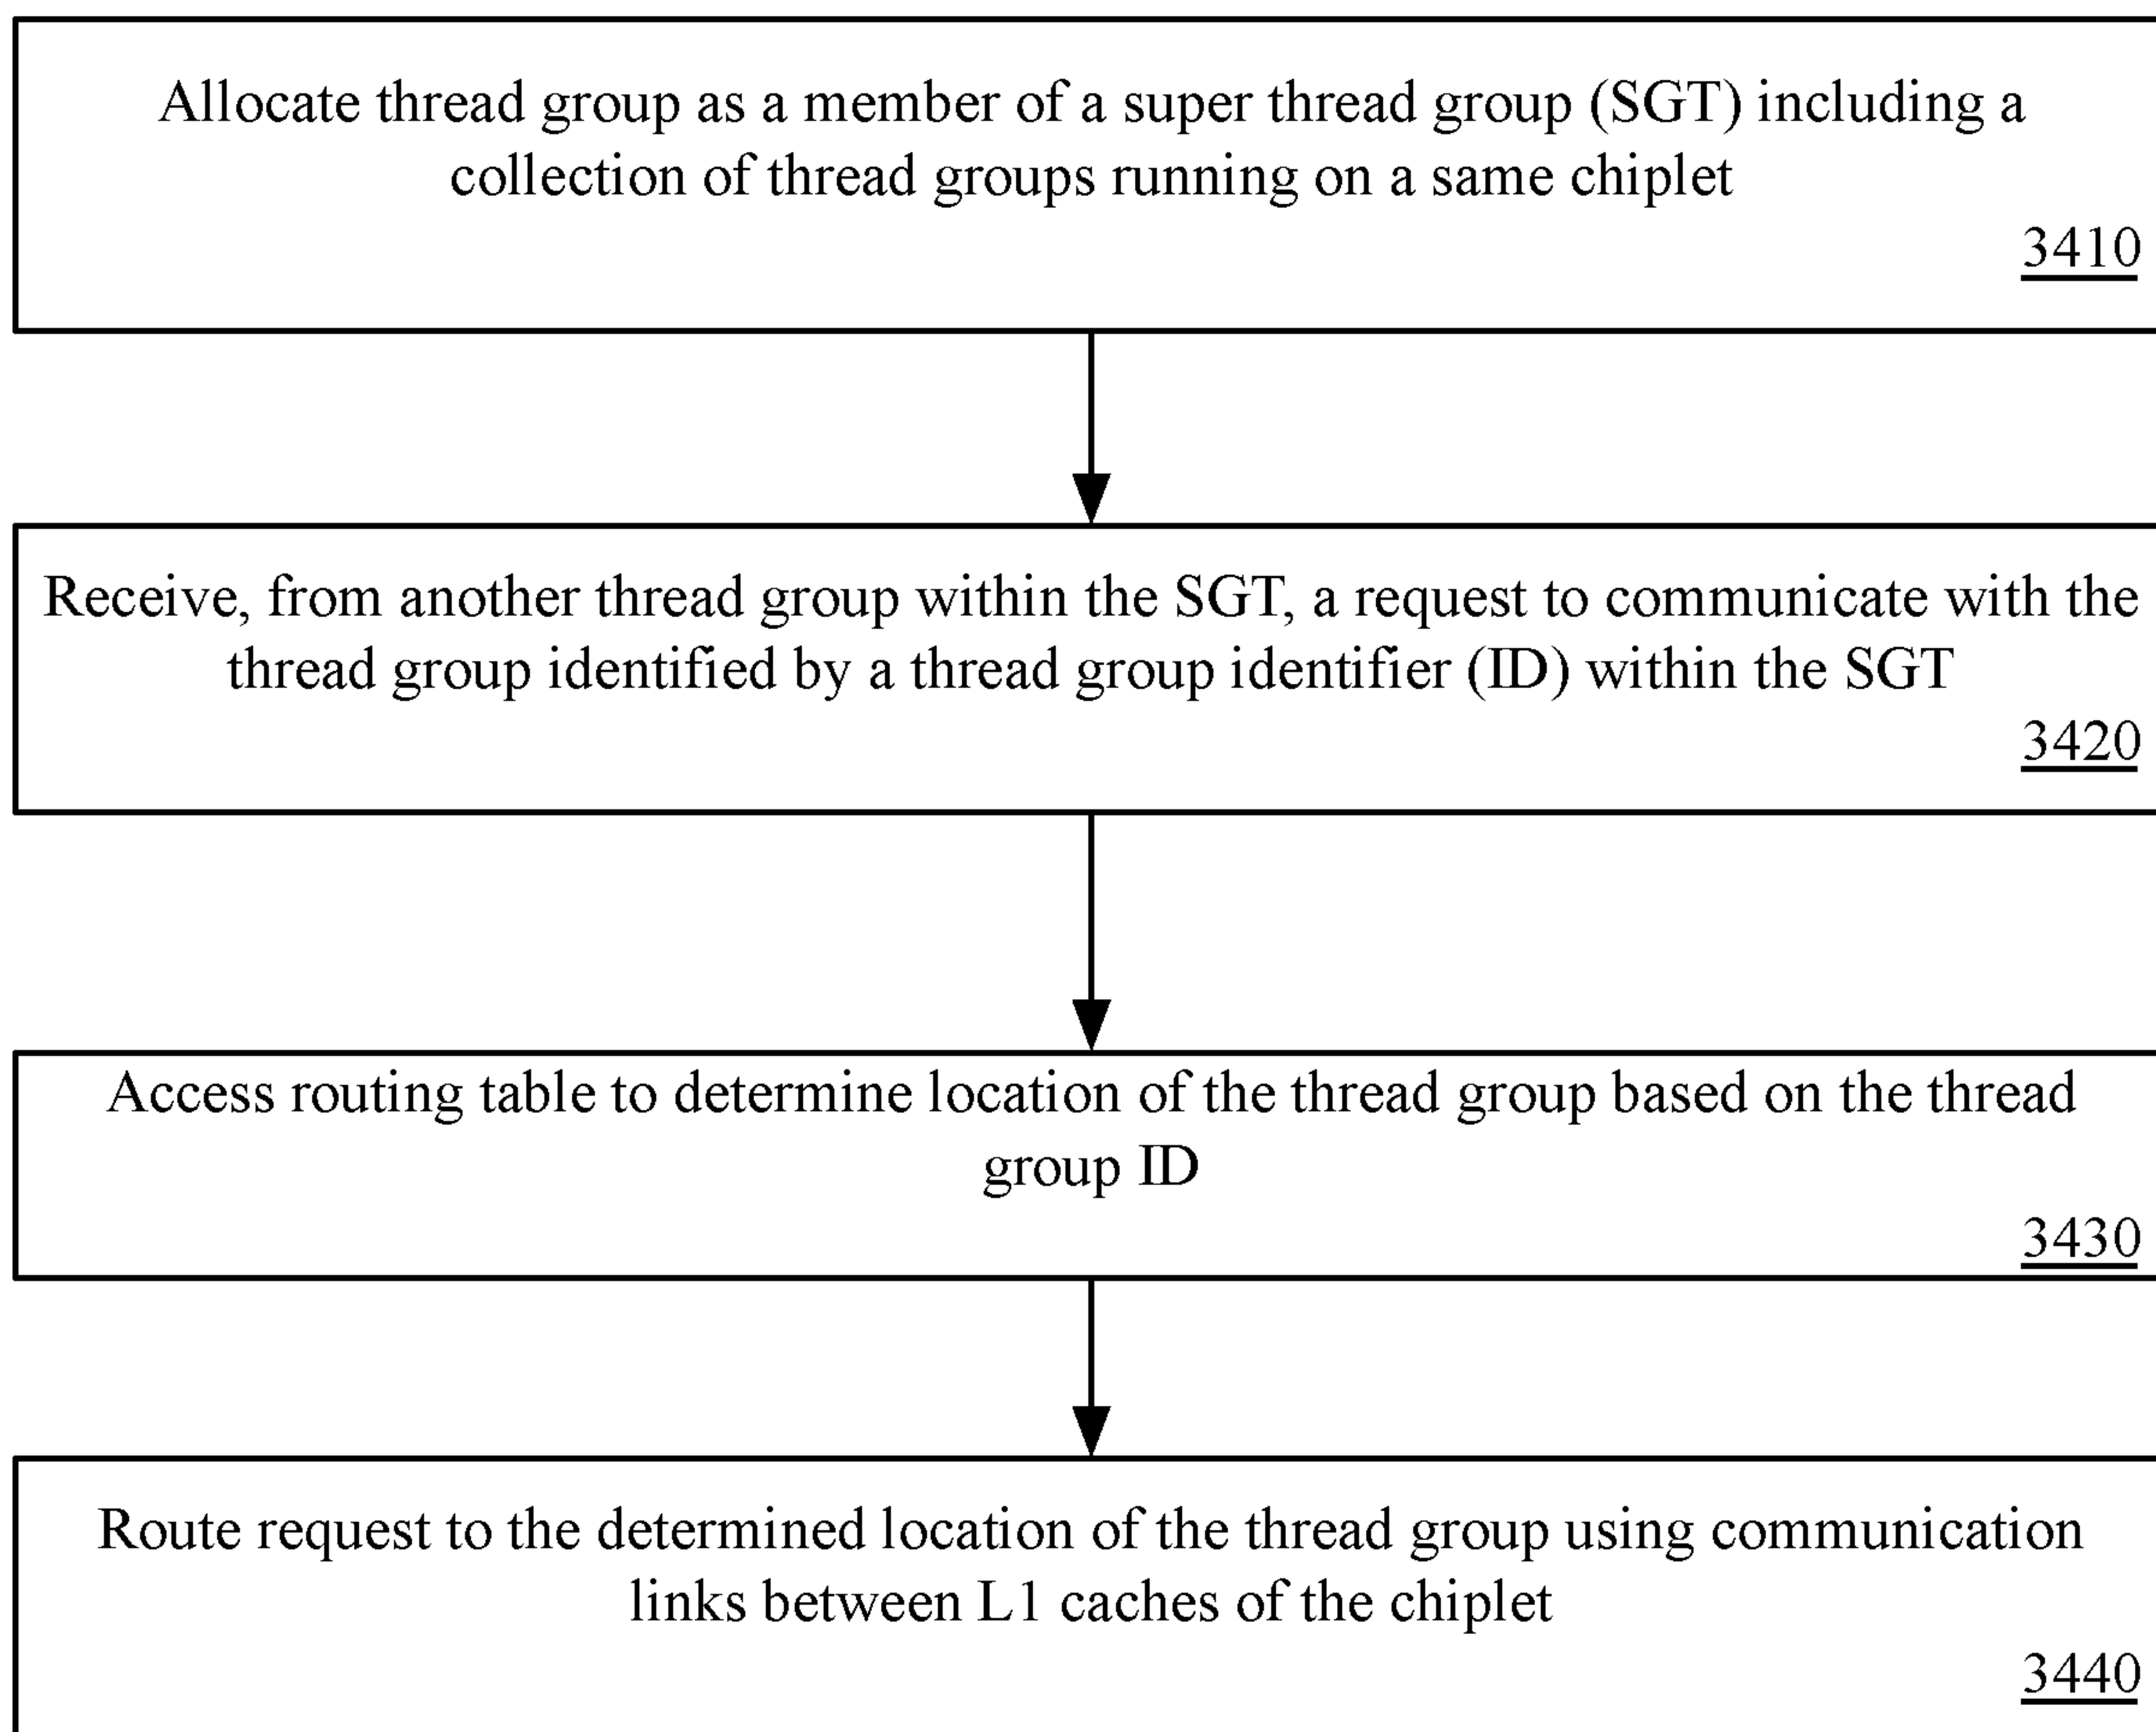 Allocate thread group as a member of a super thread group (SGT) including a
collection of thread groups running on a same chiplet
3410
Receive, from another thread group within the SGT, a request to communicate with the
thread group identified by a thread group identifier (ID) within the SGT
3420
Access routing table to determine location of the thread group based on the thread
group ID
3430
Route request to the determined location of the thread group using communication
links between L1 caches of the chiplet
3440